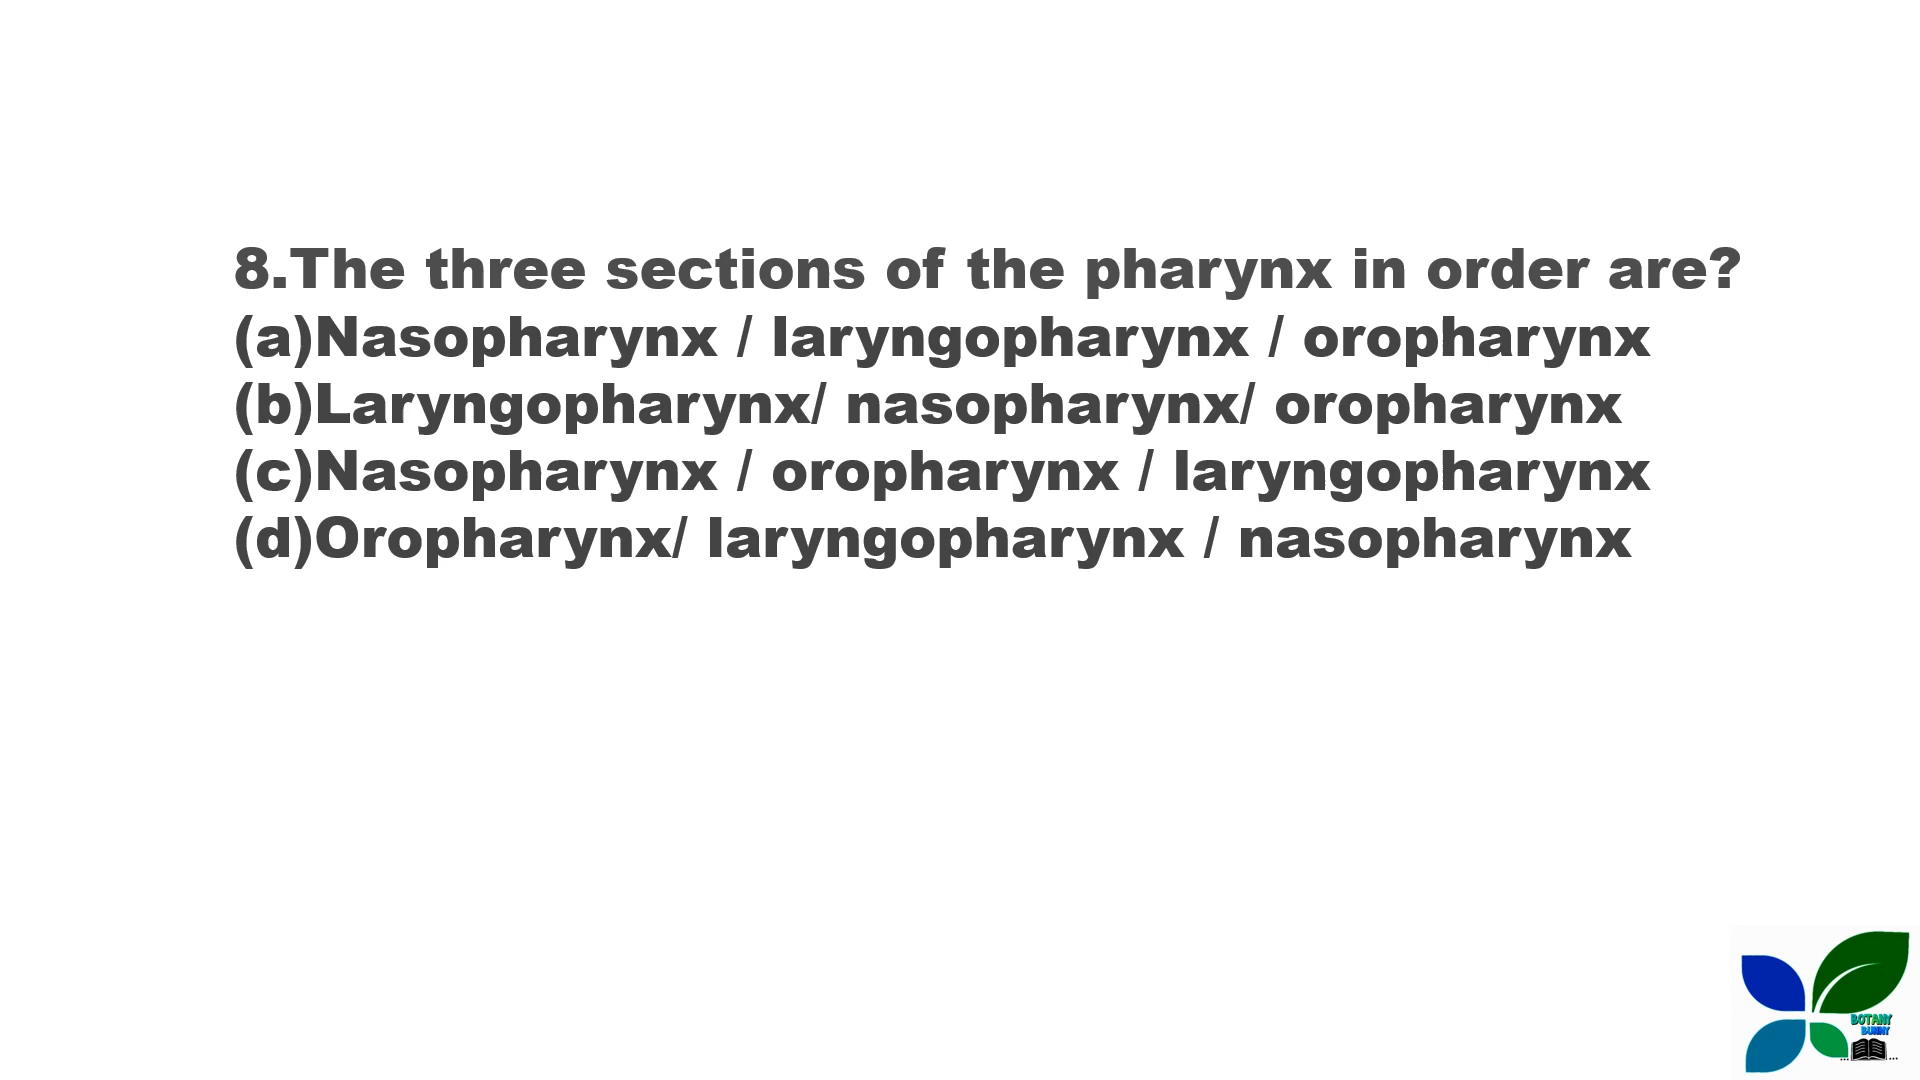 8.The three sections of the pharynx in order are?
(a)Nasopharynx / laryngopharynx / oropharynx
(b)Laryngopharynx/ nasopharynx/ oropharynx
(c)Nasopharynx / oropharynx / laryngopharynx
(d)Oropharynx/ laryngopharynx / nasopharynx
BOTANY
BUNNY